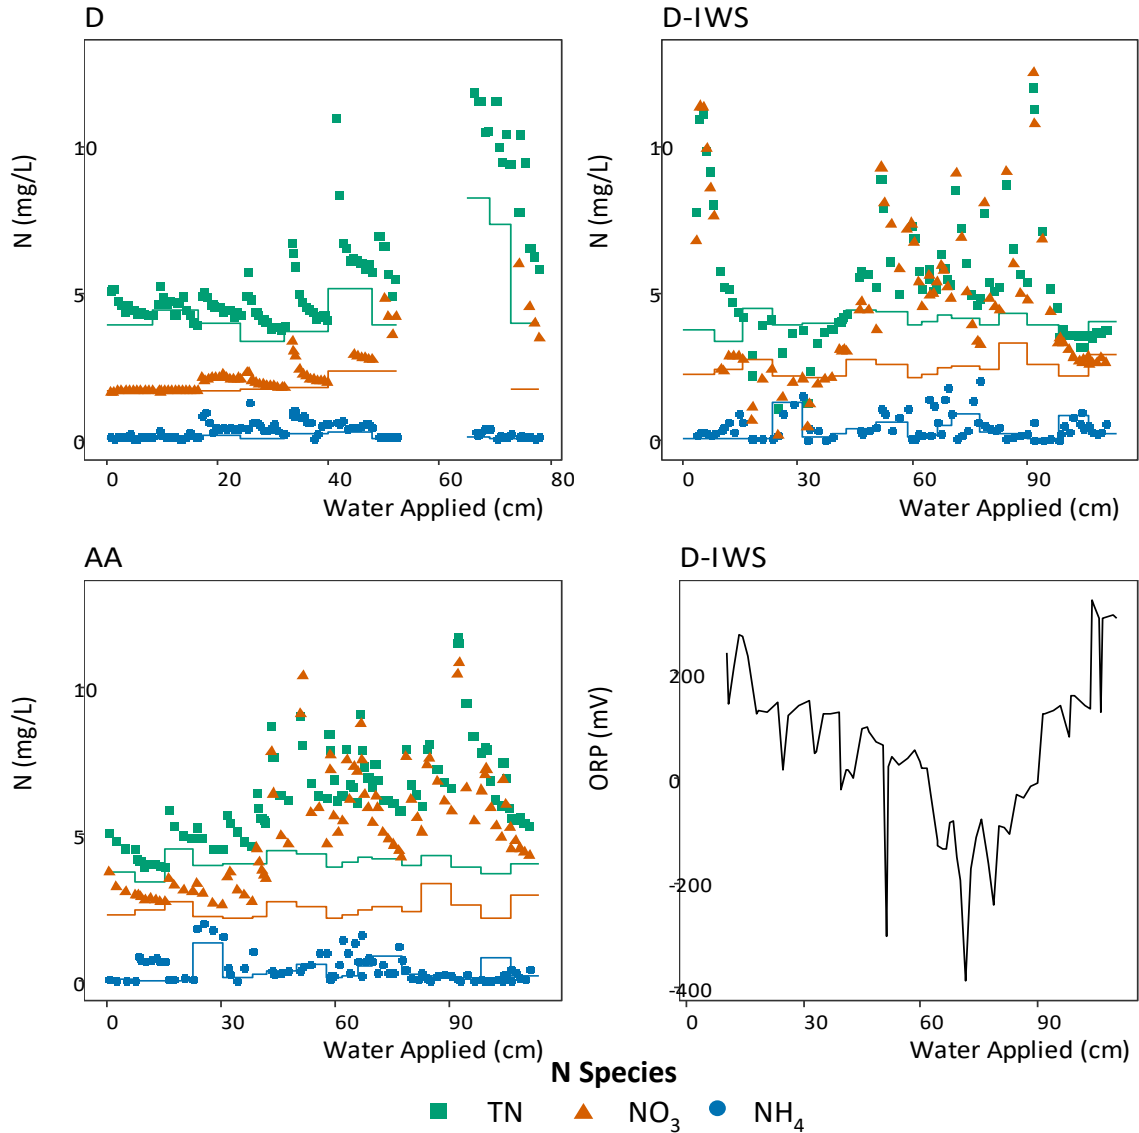 D
N (mg/L)
10
5
0
0 20 40 60 80
Water Applied (cm)
D-IWS
N (mg/L)
10
5
0
0 30 60 90
Water Applied (cm)
AA
N (mg/L)
10
5
0
0 30 60 90
Water Applied (cm)
D-IWS
ORP (mV)
200
0
-200
-400
0 30 60 90
Water Applied (cm)
N Species
TN NO3 NH4